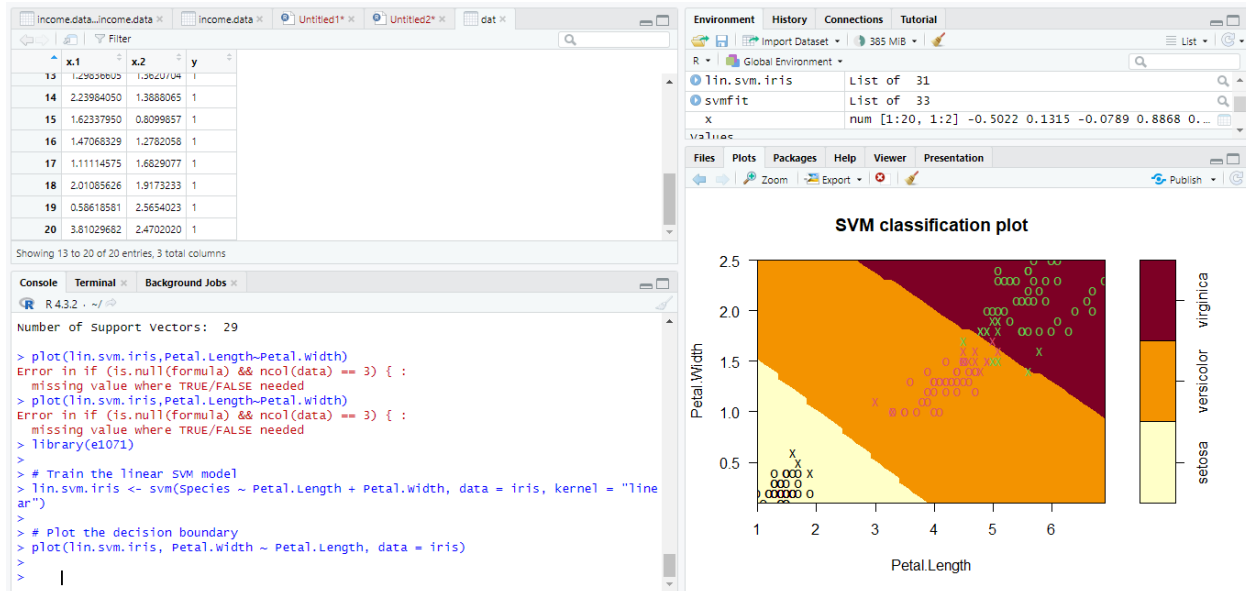 income.data...income.data
income.data
Untitled1*
Untitled2*
dat
Filter
x.1 x.2 y
13 1.29836605 1.3620704 1
14 2.23984050 1.3888065 1
15 1.62337950 0.8099857 1
16 1.47068329 1.2782058 1
17 1.11114575 1.6829077 1
18 2.01085626 1.9173233 1
19 0.58618581 2.5654023 1
20 3.81029682 2.4702020 1
Showing 13 to 20 of 20 entries, 3 total columns
Console Terminal Background Jobs
R R 4.3.2 · ~/
Number of Support Vectors: 29
> plot(lin.svm.iris,Petal.Length~Petal.Width)
Error in if (is.null(formula) && ncol(data) == 3) { :
missing value where TRUE/FALSE needed
> plot(lin.svm.iris,Petal.Length~Petal.Width)
Error in if (is.null(formula) && ncol(data) == 3) { :
missing value where TRUE/FALSE needed
> library(e1071)
>
> # Train the linear SVM model
> lin.svm.iris <- svm(Species ~ Petal.Length + Petal.Width, data = iris, kernel = "line
ar")
>
> # Plot the decision boundary
> plot(lin.svm.iris, Petal.Width ~ Petal.Length, data = iris)
>
>
Environment History Connections Tutorial
Import Dataset 385 MiB List
R Global Environment
lin.svm.iris List of 31
svmfit List of 33
x num [1:20, 1:2] -0.5022 0.1315 -0.0789 0.8868 0...
Values
Files Plots Packages Help Viewer Presentation
Zoom Export Publish
SVM classification plot
2.5
2.0
1.5
1.0
0.5
Petal.Width
1 2 3 4 5 6
Petal.Length
virginica
versicolor
setosa